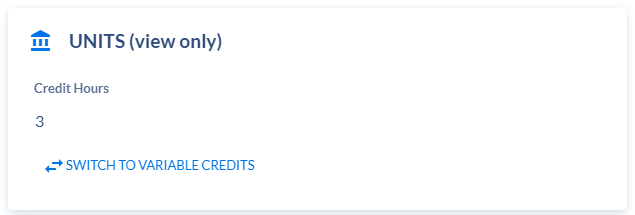 UNITS (view only)
Credit Hours
3
SWITCH TO VARIABLE CREDITS